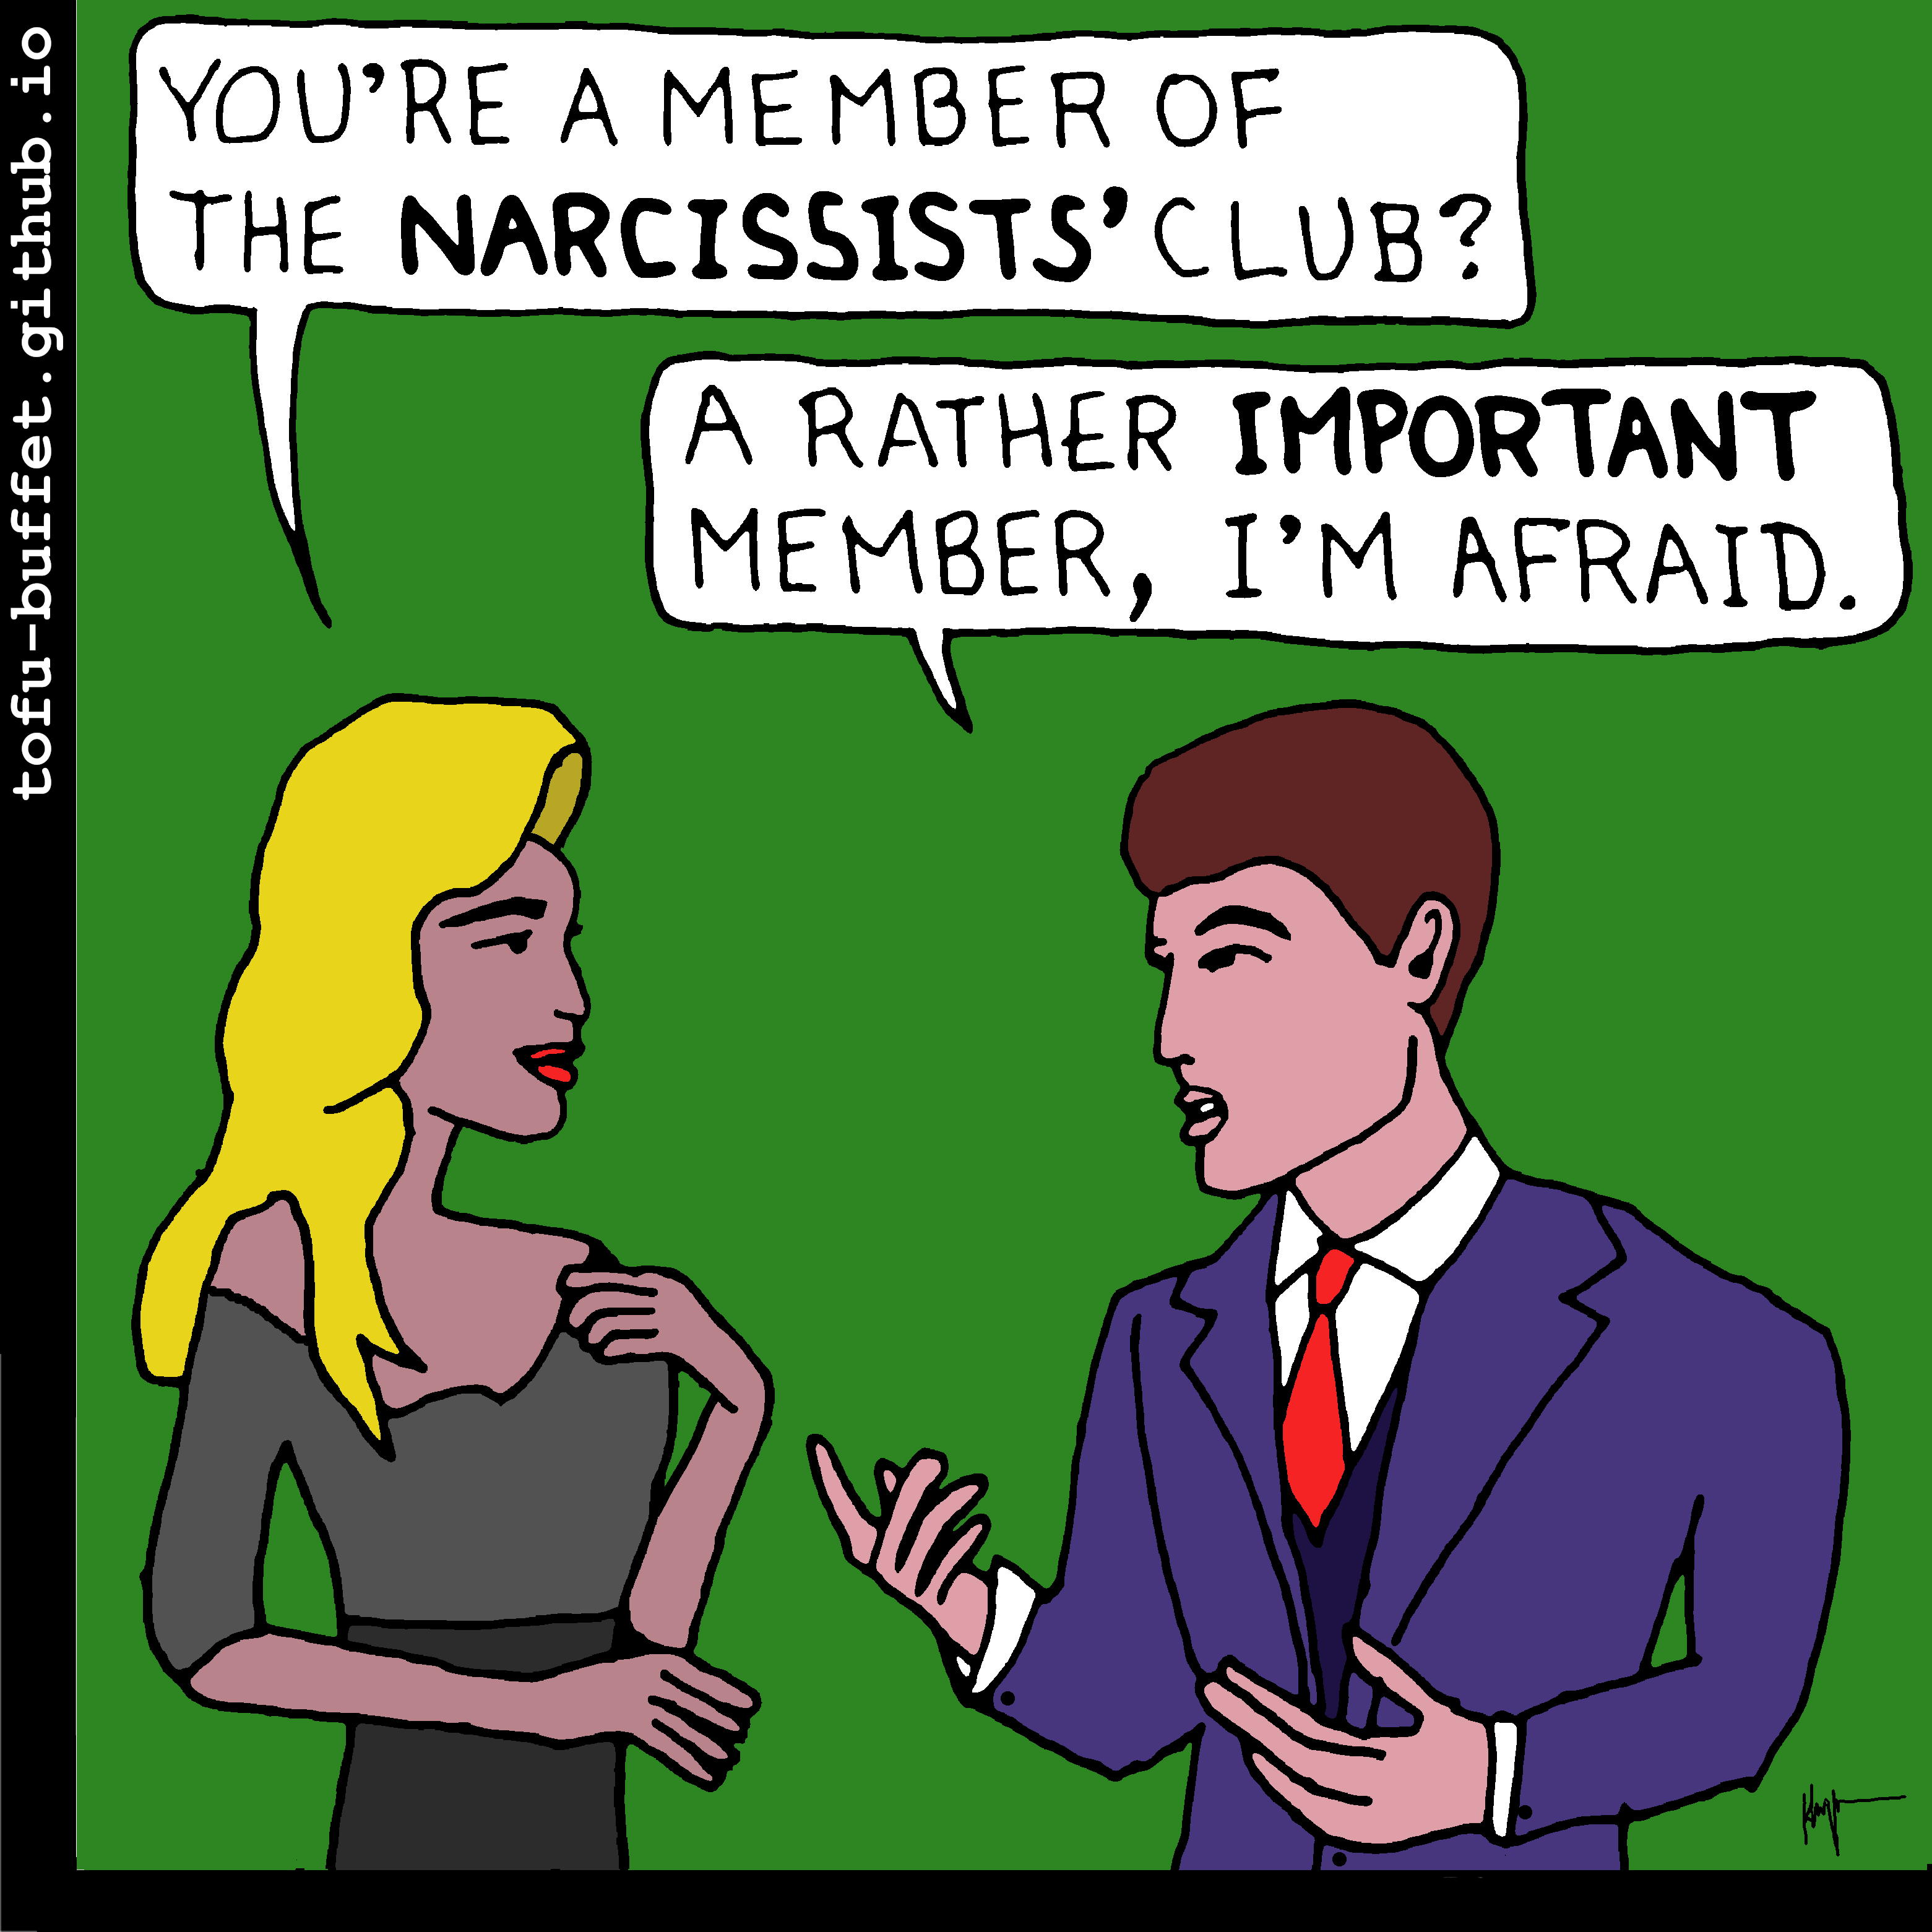 YOU'RE A MEMBER OF
THE NARCISSISTS' CLUB?
A RATHER IMPORTANT
MEMBER, I'M AFRAID.
tofu-buffet.github.io